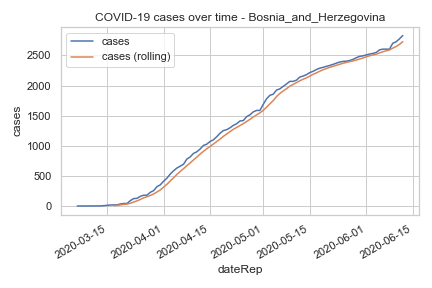 COVID-19 cases over time - Bosnia_and_Herzegovina
cases
cases (rolling)
2500
2000
1500
1000
500
0
cases
2020-03-15
2020-04-01
2020-04-15
2020-05-01
2020-05-15
2020-06-01
2020-06-15
dateRep